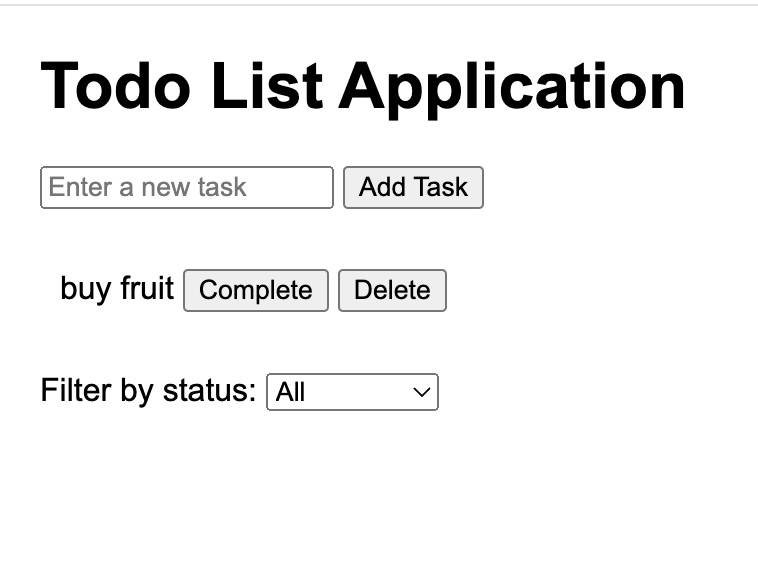 Todo List Application
Enter a new task Add Task
buy fruit Complete Delete
Filter by status: All